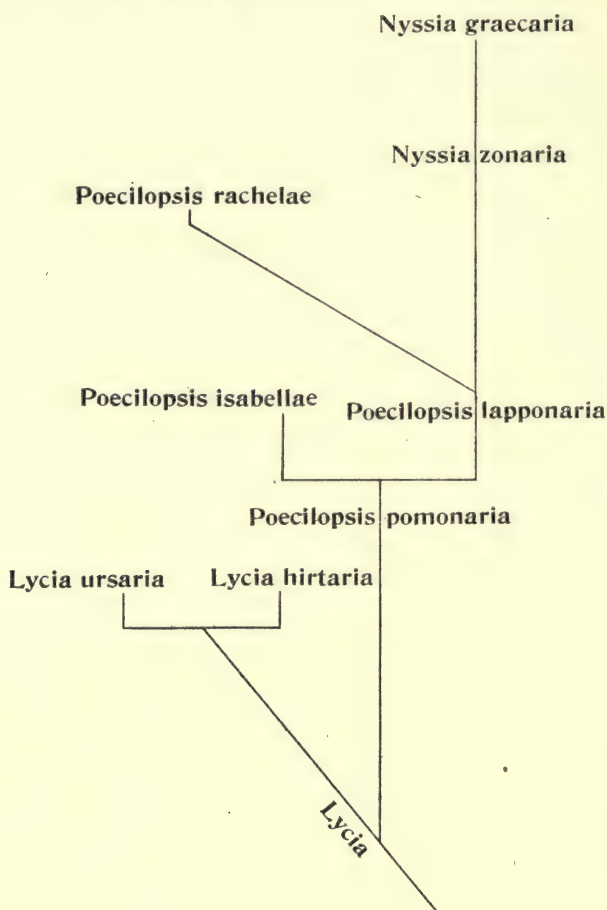 Nyssia graecaria
Nyssia zonaria
Poecilopsis rachelae
Poecilopsis isabellae
Poecilopsis lapponaria
Poecilopsis pomonaria
Lycia ursaria
Lycia hirtaria
Lycia